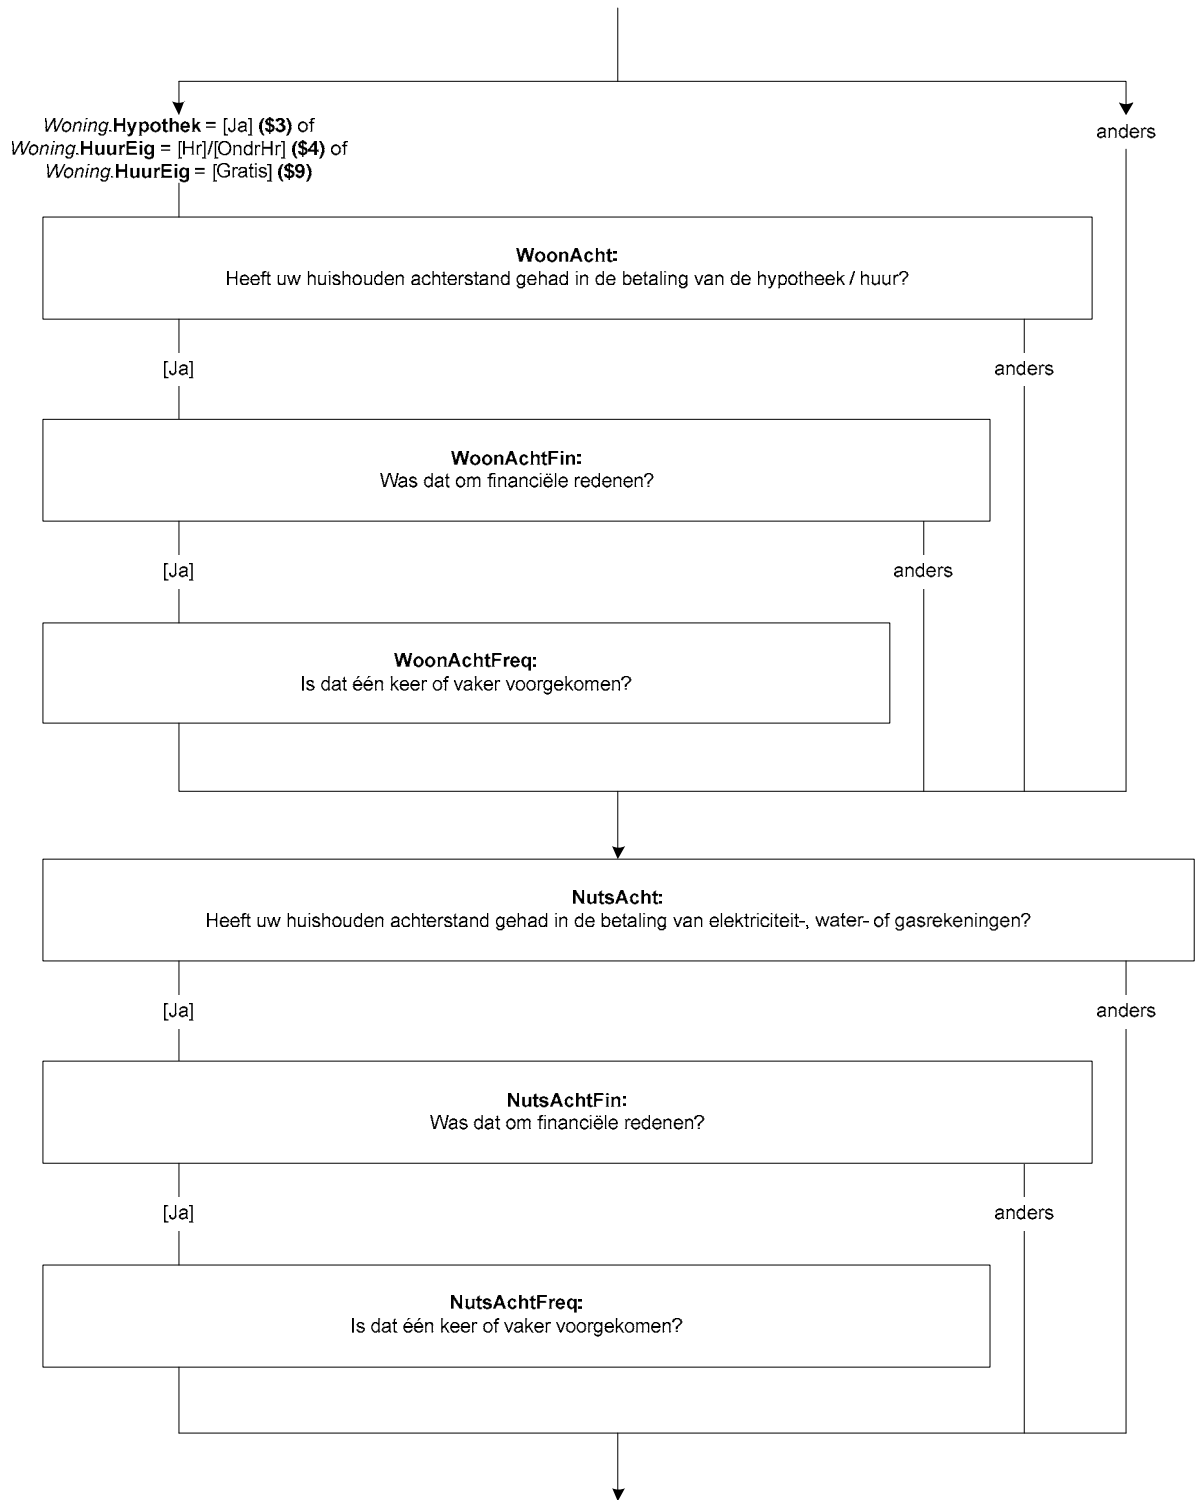 Woning.Hypothek = [Ja] ($3) of
anders
Woning.HuurEig = [Hr]/[OndrHr] ($4) of
Woning.HuurEig = [Gratis] ($9)
WoonAcht:
Heeft uw huishouden achterstand gehad in de betaling van de hypotheek / huur?
[Ja]
anders
WoonAchtFin:
Was dat om financiële redenen?
[Ja]
anders
WoonAchtFreq:
Is dat één keer of vaker voorgekomen?
NutsAcht:
Heeft uw huishouden achterstand gehad in de betaling van elektriciteit-, water- of gasrekeningen?
[Ja]
anders
NutsAchtFin:
Was dat om financiële redenen?
[Ja]
anders
NutsAchtFreq:
Is dat één keer of vaker voorgekomen?